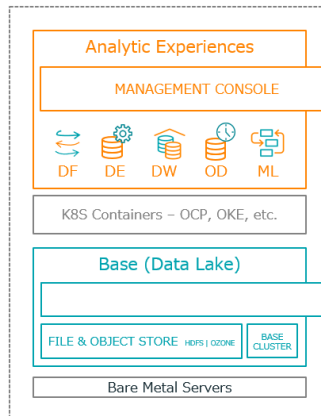 Analytic Experiences
MANAGEMENT CONSOLE
DF DE DW OD ML
K8S Containers – OCP, OKE, etc.
Base (Data Lake)
FILE & OBJECT STORE HDFS | OZONE
BASE
CLUSTER
Bare Metal Servers